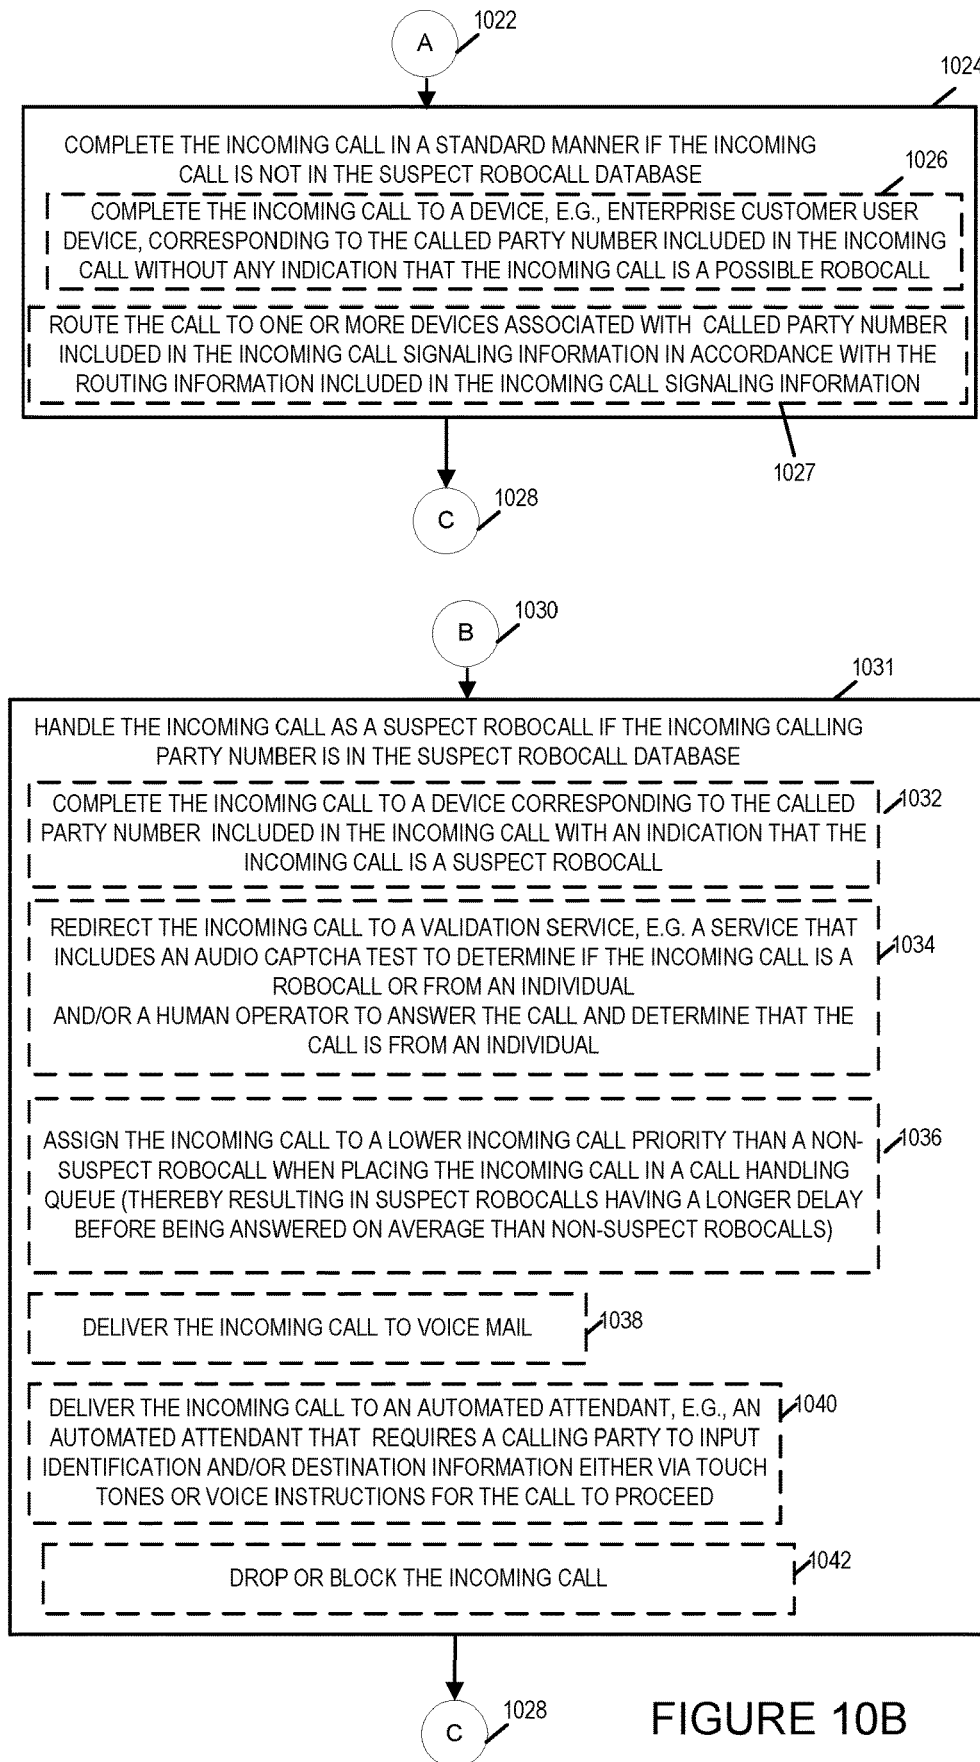 A
1022
1024
COMPLETE THE INCOMING CALL IN A STANDARD MANNER IF THE INCOMING
CALL IS NOT IN THE SUSPECT ROBOCALL DATABASE
1026
COMPLETE THE INCOMING CALL TO A DEVICE, E.G., ENTERPRISE CUSTOMER USER
DEVICE, CORRESPONDING TO THE CALLED PARTY NUMBER INCLUDED IN THE INCOMING
CALL WITHOUT ANY INDICATION THAT THE INCOMING CALL IS A POSSIBLE ROBOCALL
ROUTE THE CALL TO ONE OR MORE DEVICES ASSOCIATED WITH CALLED PARTY NUMBER
INCLUDED IN THE INCOMING CALL SIGNALING INFORMATION IN ACCORDANCE WITH THE
ROUTING INFORMATION INCLUDED IN THE INCOMING CALL SIGNALING INFORMATION
1027
C
1028
B
1030
1031
HANDLE THE INCOMING CALL AS A SUSPECT ROBOCALL IF THE INCOMING CALLING
PARTY NUMBER IS IN THE SUSPECT ROBOCALL DATABASE
COMPLETE THE INCOMING CALL TO A DEVICE CORRESPONDING TO THE CALLED
PARTY NUMBER INCLUDED IN THE INCOMING CALL WITH AN INDICATION THAT THE
INCOMING CALL IS A SUSPECT ROBOCALL
1032
REDIRECT THE INCOMING CALL TO A VALIDATION SERVICE, E.G. A SERVICE THAT
INCLUDES AN AUDIO CAPTCHA TEST TO DETERMINE IF THE INCOMING CALL IS A
ROBOCALL OR FROM AN INDIVIDUAL
AND/OR A HUMAN OPERATOR TO ANSWER THE CALL AND DETERMINE THAT THE
CALL IS FROM AN INDIVIDUAL
1034
ASSIGN THE INCOMING CALL TO A LOWER INCOMING CALL PRIORITY THAN A NON-
SUSPECT ROBOCALL WHEN PLACING THE INCOMING CALL IN A CALL HANDLING
QUEUE (THEREBY RESULTING IN SUSPECT ROBOCALLS HAVING A LONGER DELAY
BEFORE BEING ANSWERED ON AVERAGE THAN NON-SUSPECT ROBOCALLS)
1036
DELIVER THE INCOMING CALL TO VOICE MAIL
1038
DELIVER THE INCOMING CALL TO AN AUTOMATED ATTENDANT, E.G., AN
AUTOMATED ATTENDANT THAT REQUIRES A CALLING PARTY TO INPUT
IDENTIFICATION AND/OR DESTINATION INFORMATION EITHER VIA TOUCH
TONES OR VOICE INSTRUCTIONS FOR THE CALL TO PROCEED
1040
DROP OR BLOCK THE INCOMING CALL
1042
C
1028
FIGURE 10B